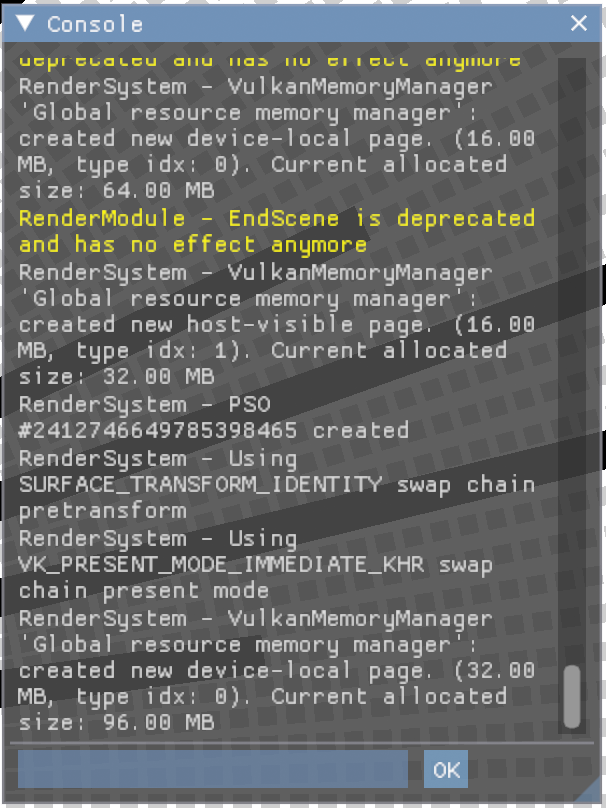 Console
deprecated and has no effect anymore
RenderSystem - VulkanMemoryManager
'Global resource memory manager':
created new device-local page. (16.00
MB, type idx: 0). Current allocated
size: 64.00 MB
RenderModule - EndScene is deprecated
and has no effect anymore
RenderSystem - VulkanMemoryManager
'Global resource memory manager':
created new host-visible page. (16.00
MB, type idx: 1). Current allocated
size: 32.00 MB
RenderSystem - PSO
#2412746649785398465 created
RenderSystem - Using
SURFACE_TRANSFORM_IDENTITY swap chain
pretransform
RenderSystem - Using
VK_PRESENT_MODE_IMMEDIATE_KHR swap
chain present mode
RenderSystem - VulkanMemoryManager
'Global resource memory manager':
created new device-local page. (32.00
MB, type idx: 0). Current allocated
size: 96.00 MB
OK